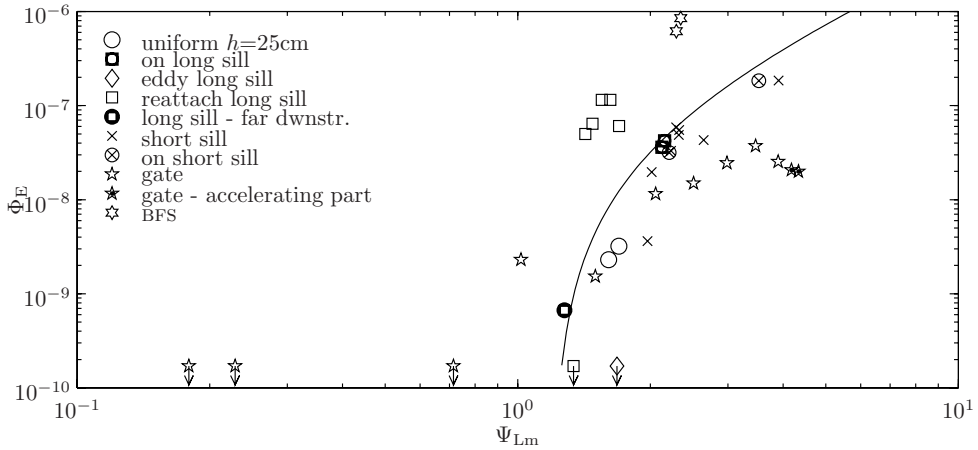 10^-6
10^-7
10^-8
10^-9
10^-10
Φ_E
uniform h=25cm
on long sill
eddy long sill
reattach long sill
long sill - far dwnstr.
short sill
on short sill
gate
gate - accelerating part
BFS
10^-1
10^0
10^1
Ψ_Lm